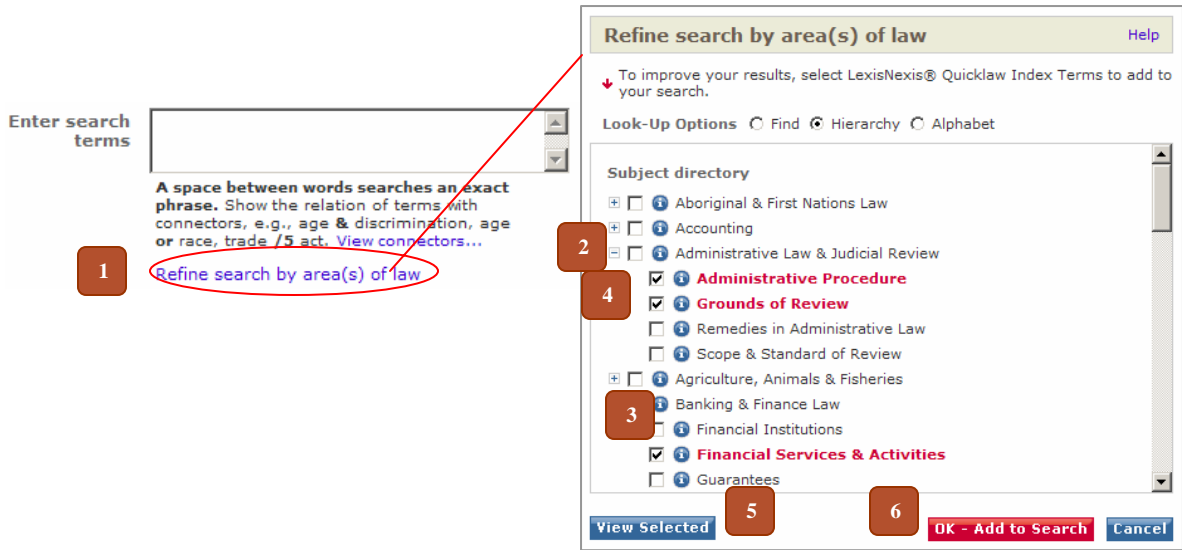 Enter search
terms
A space between words searches an exact
phrase. Show the relation of terms with
connectors, e.g., age & discrimination, age
or race, trade /5 act. View connectors...
1
Refine search by area(s) of law
Refine search by area(s) of law
Help
To improve your results, select LexisNexis® Quicklaw Index Terms to add to
your search.
Look-Up Options Find Hierarchy Alphabet
Subject directory
Aboriginal & First Nations Law
Accounting
2
Administrative Law & Judicial Review
4
Administrative Procedure
Grounds of Review
Remedies in Administrative Law
Scope & Standard of Review
Agriculture, Animals & Fisheries
3
Banking & Finance Law
Financial Institutions
Financial Services & Activities
Guarantees
View Selected
5
6
OK - Add to Search
Cancel